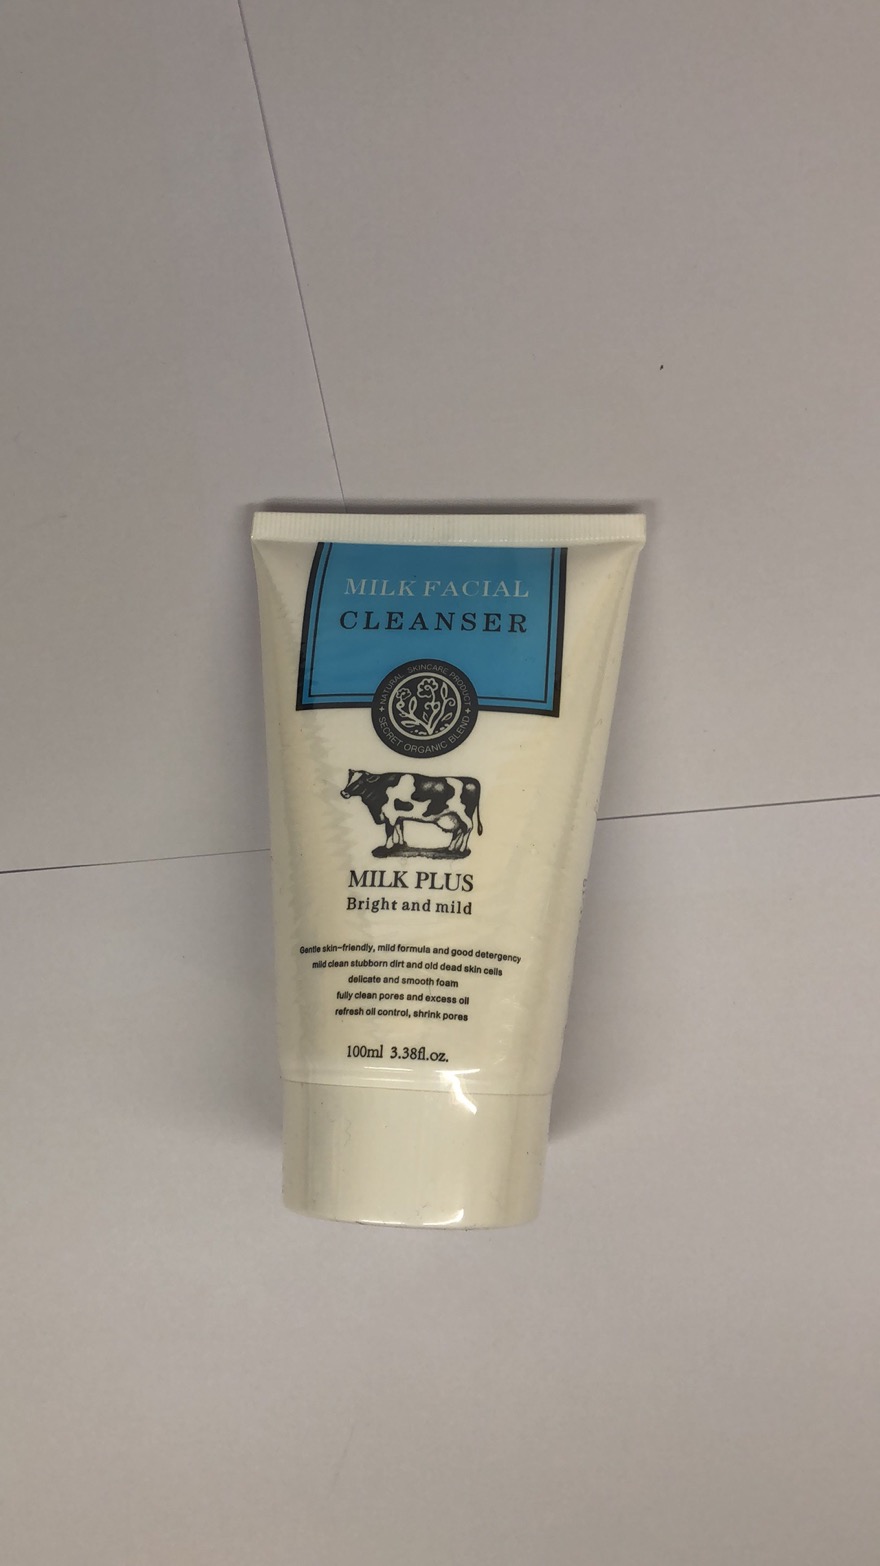 MILK FACIAL
CLEANSER
NATURAL SKINCARE PRODUCT
SECRET ORGANIC BLEND
MILK PLUS
Bright and mild
Gentle skin-friendly, mild formula and good detergency
mild clean stubborn dirt and old dead skin cells
delicate and smooth foam
fully clean pores and excess oil
refresh oil control, shrink pores
100ml 3.38fl.oz.